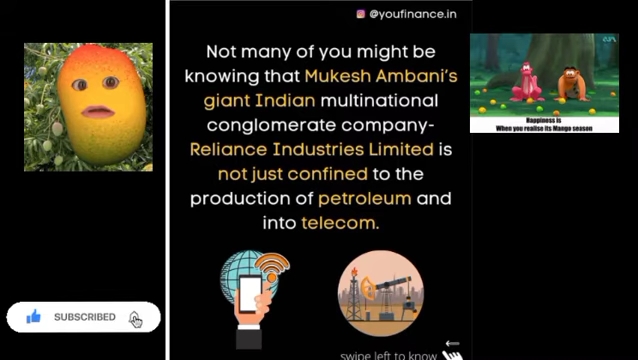 @youfinance.in
Not many of you might be
knowing that Mukesh Ambani's
giant Indian multinational
conglomerate company-
Reliance Industries Limited is
not just confined to the
production of petroleum and
into telecom.
Happiness is
When you realise its Mango season
SUBSCRIBED
swipe left to know